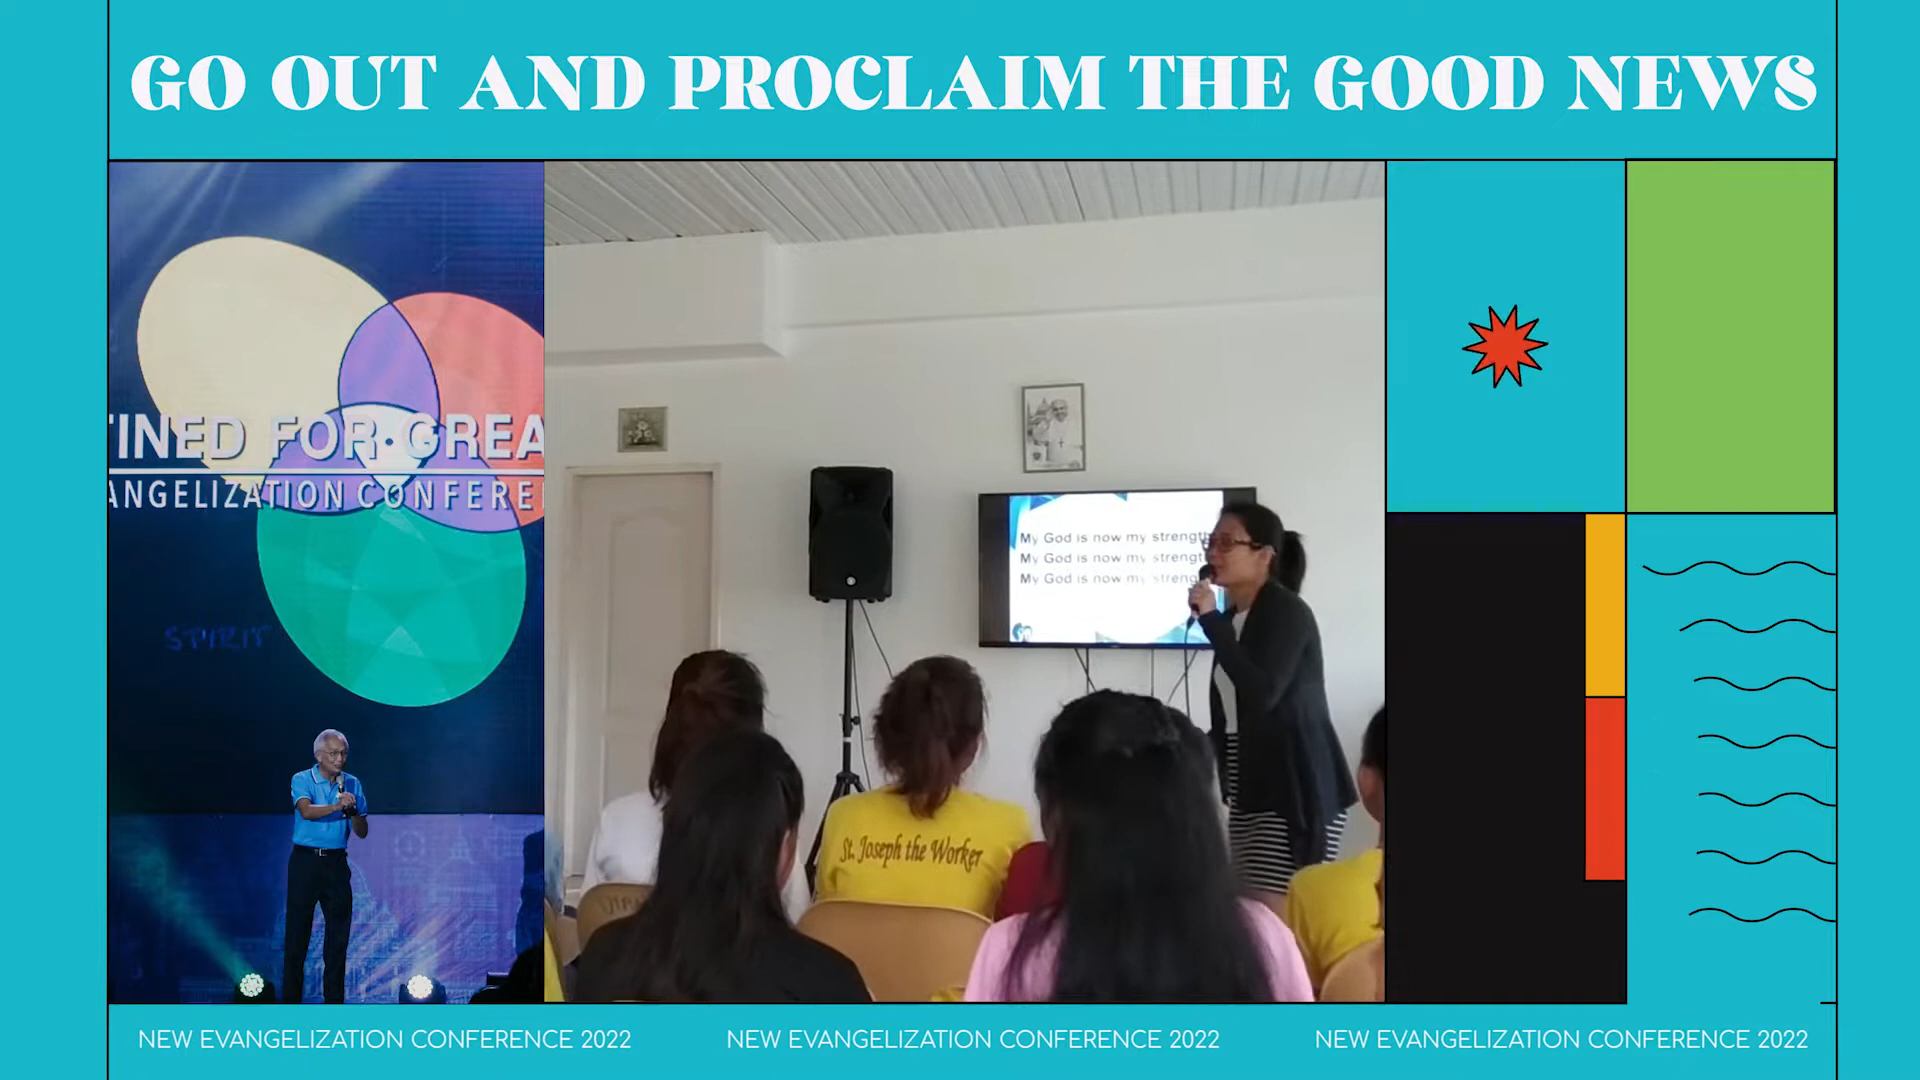 GO OUT AND PROCLAIM THE GOOD NEWS
TINED FOR GREA
ANGELIZATION CONFERE
SPIRIT
My God is now my strength
My God is now my strengt
My God is now my streng
St. Joseph the Worker
NEW EVANGELIZATION CONFERENCE 2022
NEW EVANGELIZATION CONFERENCE 2022
NEW EVANGELIZATION CONFERENCE 2022